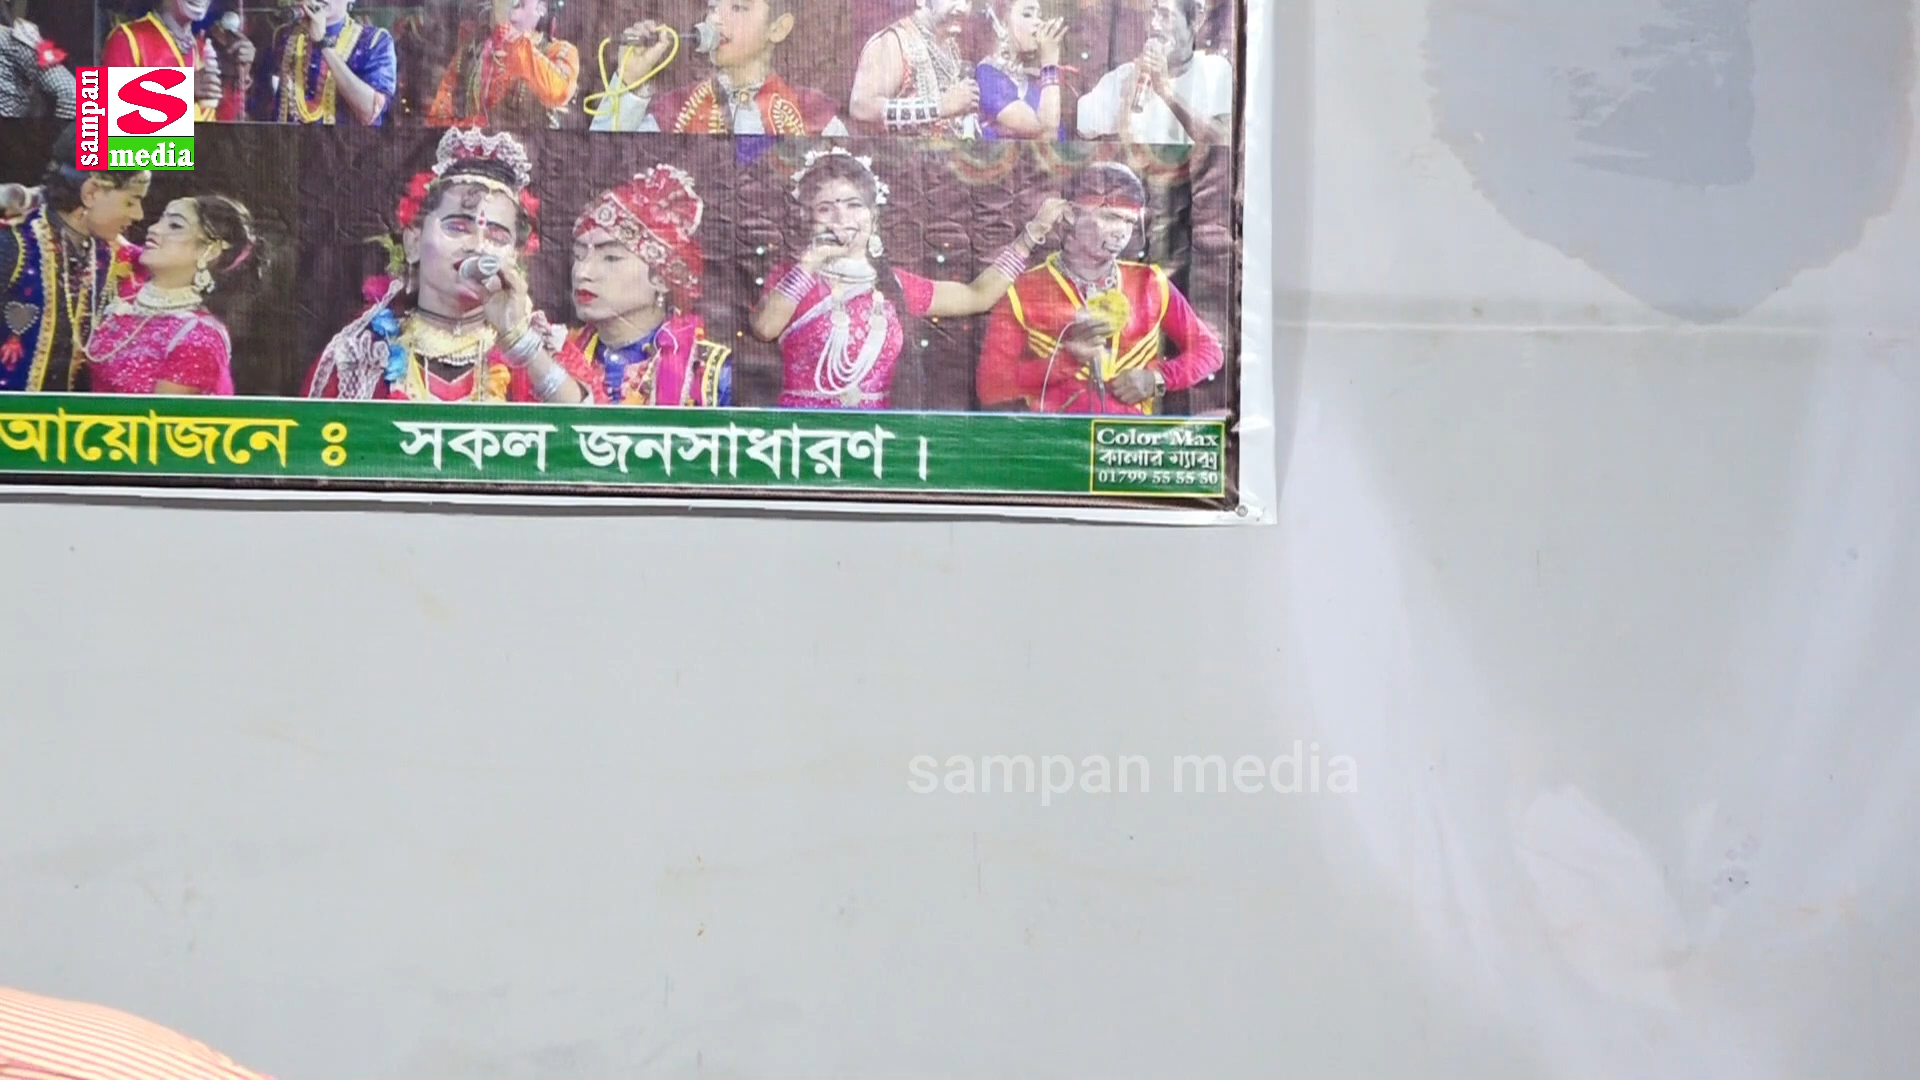 sampan
S
media
আয়োজনে ঃ সকল জনসাধারণ।
Color Max
কালার ম্যাক্স
01799 55 55 50
sampan media